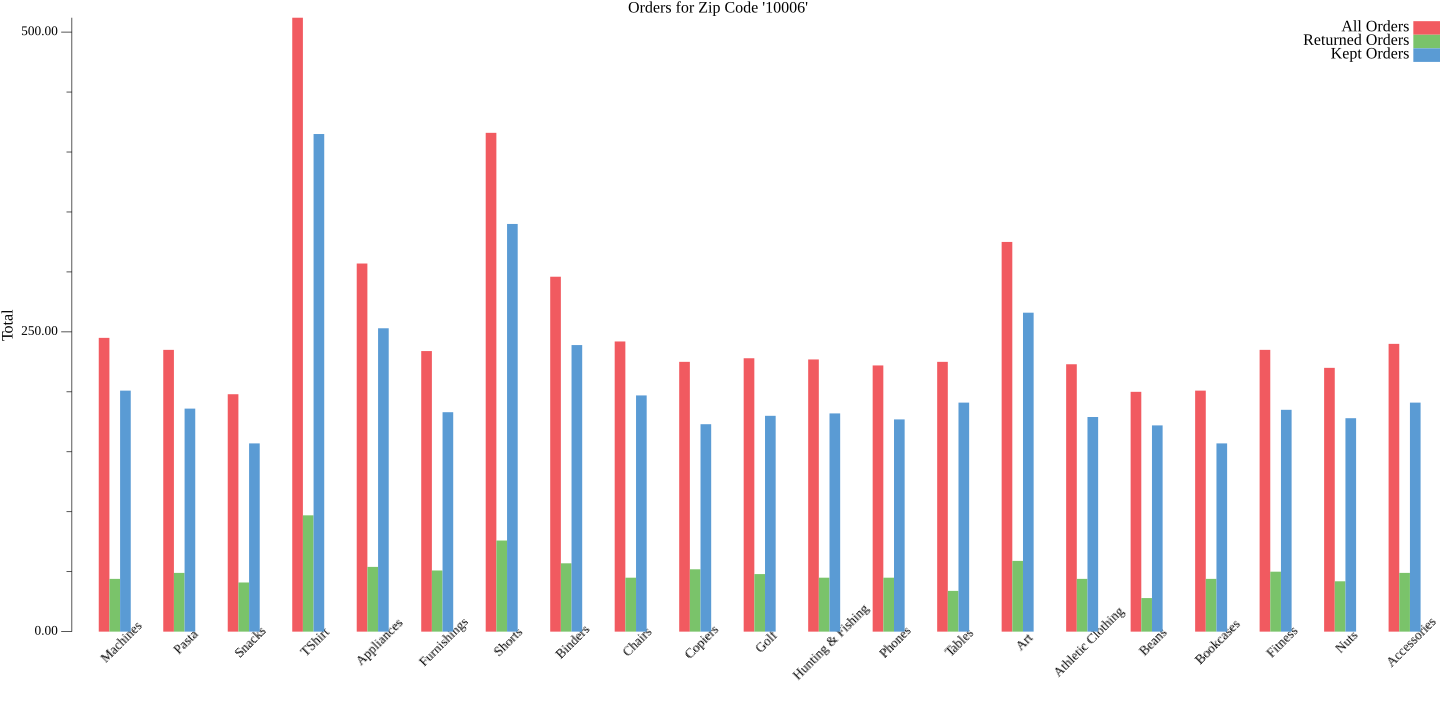 Orders for Zip Code '10006'
All Orders
Returned Orders
Kept Orders
Total
500.00
250.00
0.00
Machines
Pasta
Snacks
TShirt
Appliances
Furnishings
Shorts
Binders
Chairs
Copiers
Golf
Hunting & Fishing
Phones
Tables
Art
Athletic Clothing
Beans
Bookcases
Fitness
Nuts
Accessories